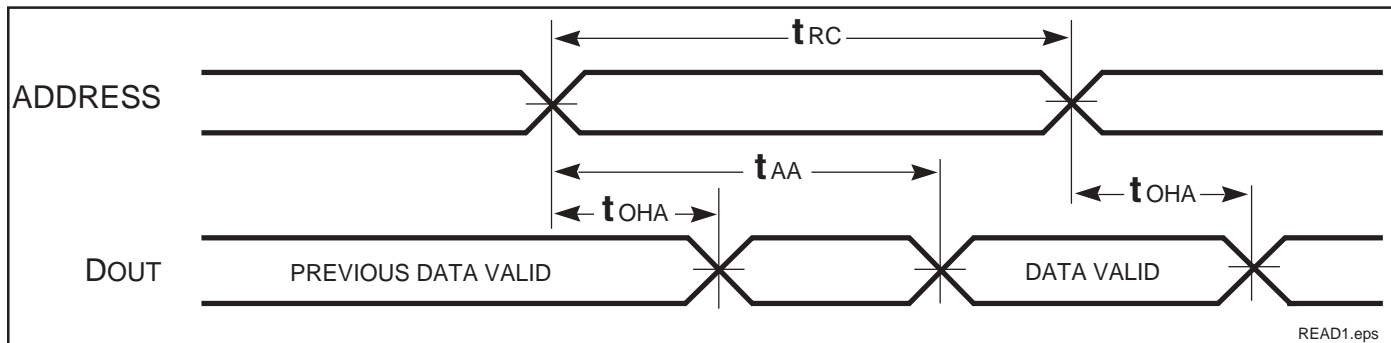 tRC
ADDRESS
tAA
tOHA
tOHA
DOUT
PREVIOUS DATA VALID
DATA VALID
READ1.eps